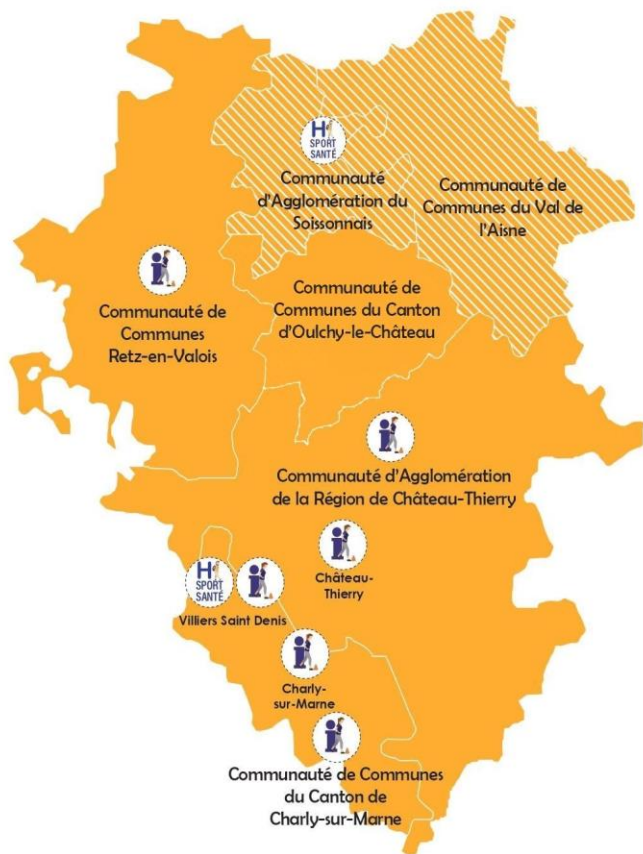 H
SPORT
SANTÉ
Communauté
d'Agglomération du
Soissonnais
Communauté de
Communes du Val de
l'Aisne
Communauté de
Communes
Retz-en-Valois
Communauté de
Communes du Canton
d'Oulchy-le-Château
Communauté d'Agglomération
de la Région de Château-Thierry
Château-
Thierry
H
SPORT
SANTÉ
Villiers Saint Denis
Charly-
sur-Marne
Communauté de Communes
du Canton de
Charly-sur-Marne